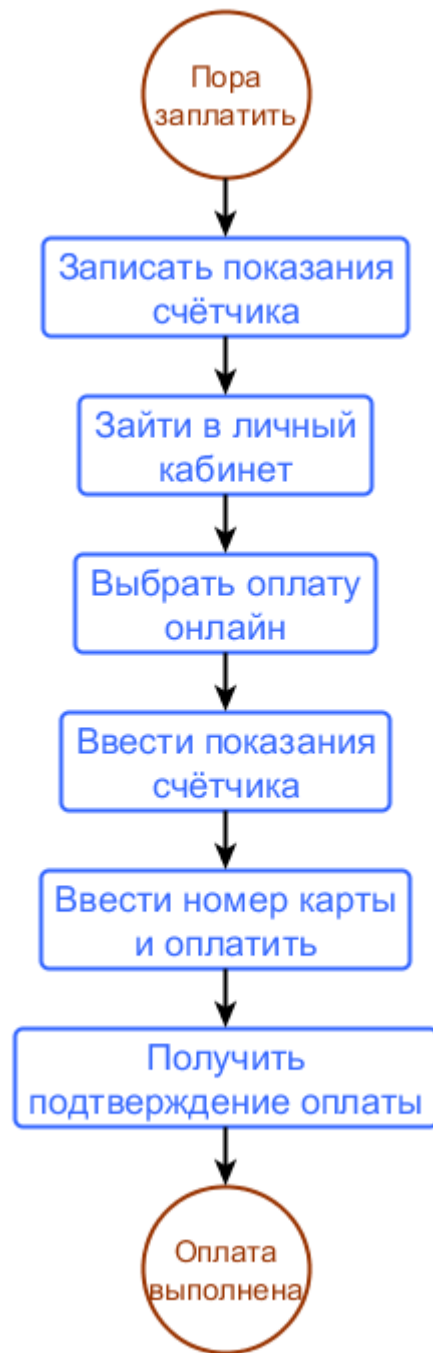 Пора
заплатить
Записать показания
счётчика
Зайти в личный
кабинет
Выбрать оплату
онлайн
Ввести показания
счётчика
Ввести номер карты
и оплатить
Получить
подтверждение оплаты
Оплата
выполнена